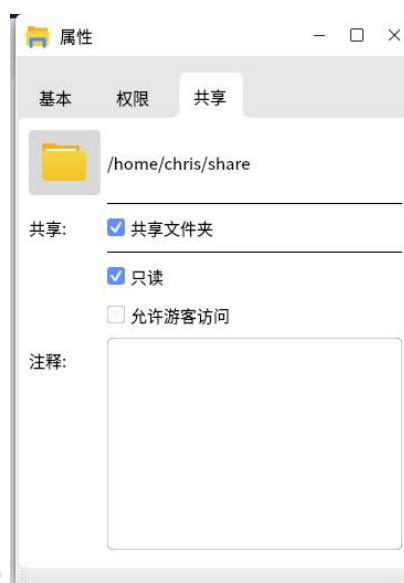 属性
基本 权限 共享
/home/chris/share
共享: 共享文件夹
只读
允许游客访问
注释: